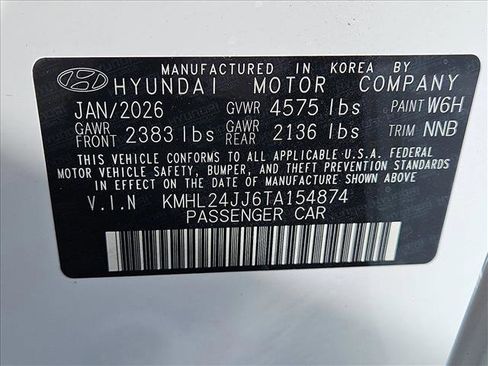 MANUFACTURED IN KOREA BY
HYUNDAI MOTOR COMPANY
JAN/2026 GVWR 4575 lbs PAINT W6H
GAWR FRONT 2383 lbs GAWR REAR 2136 lbs TRIM NNB
THIS VEHICLE CONFORMS TO ALL APPLICABLE U.S.A. FEDERAL
MOTOR VEHICLE SAFETY, BUMPER, AND THEFT PREVENTION STANDARDS
IN EFFECT ON THE DATE OF MANUFACTURE SHOWN ABOVE.
V.I.N KMHL24JJ6TA154874
PASSENGER CAR